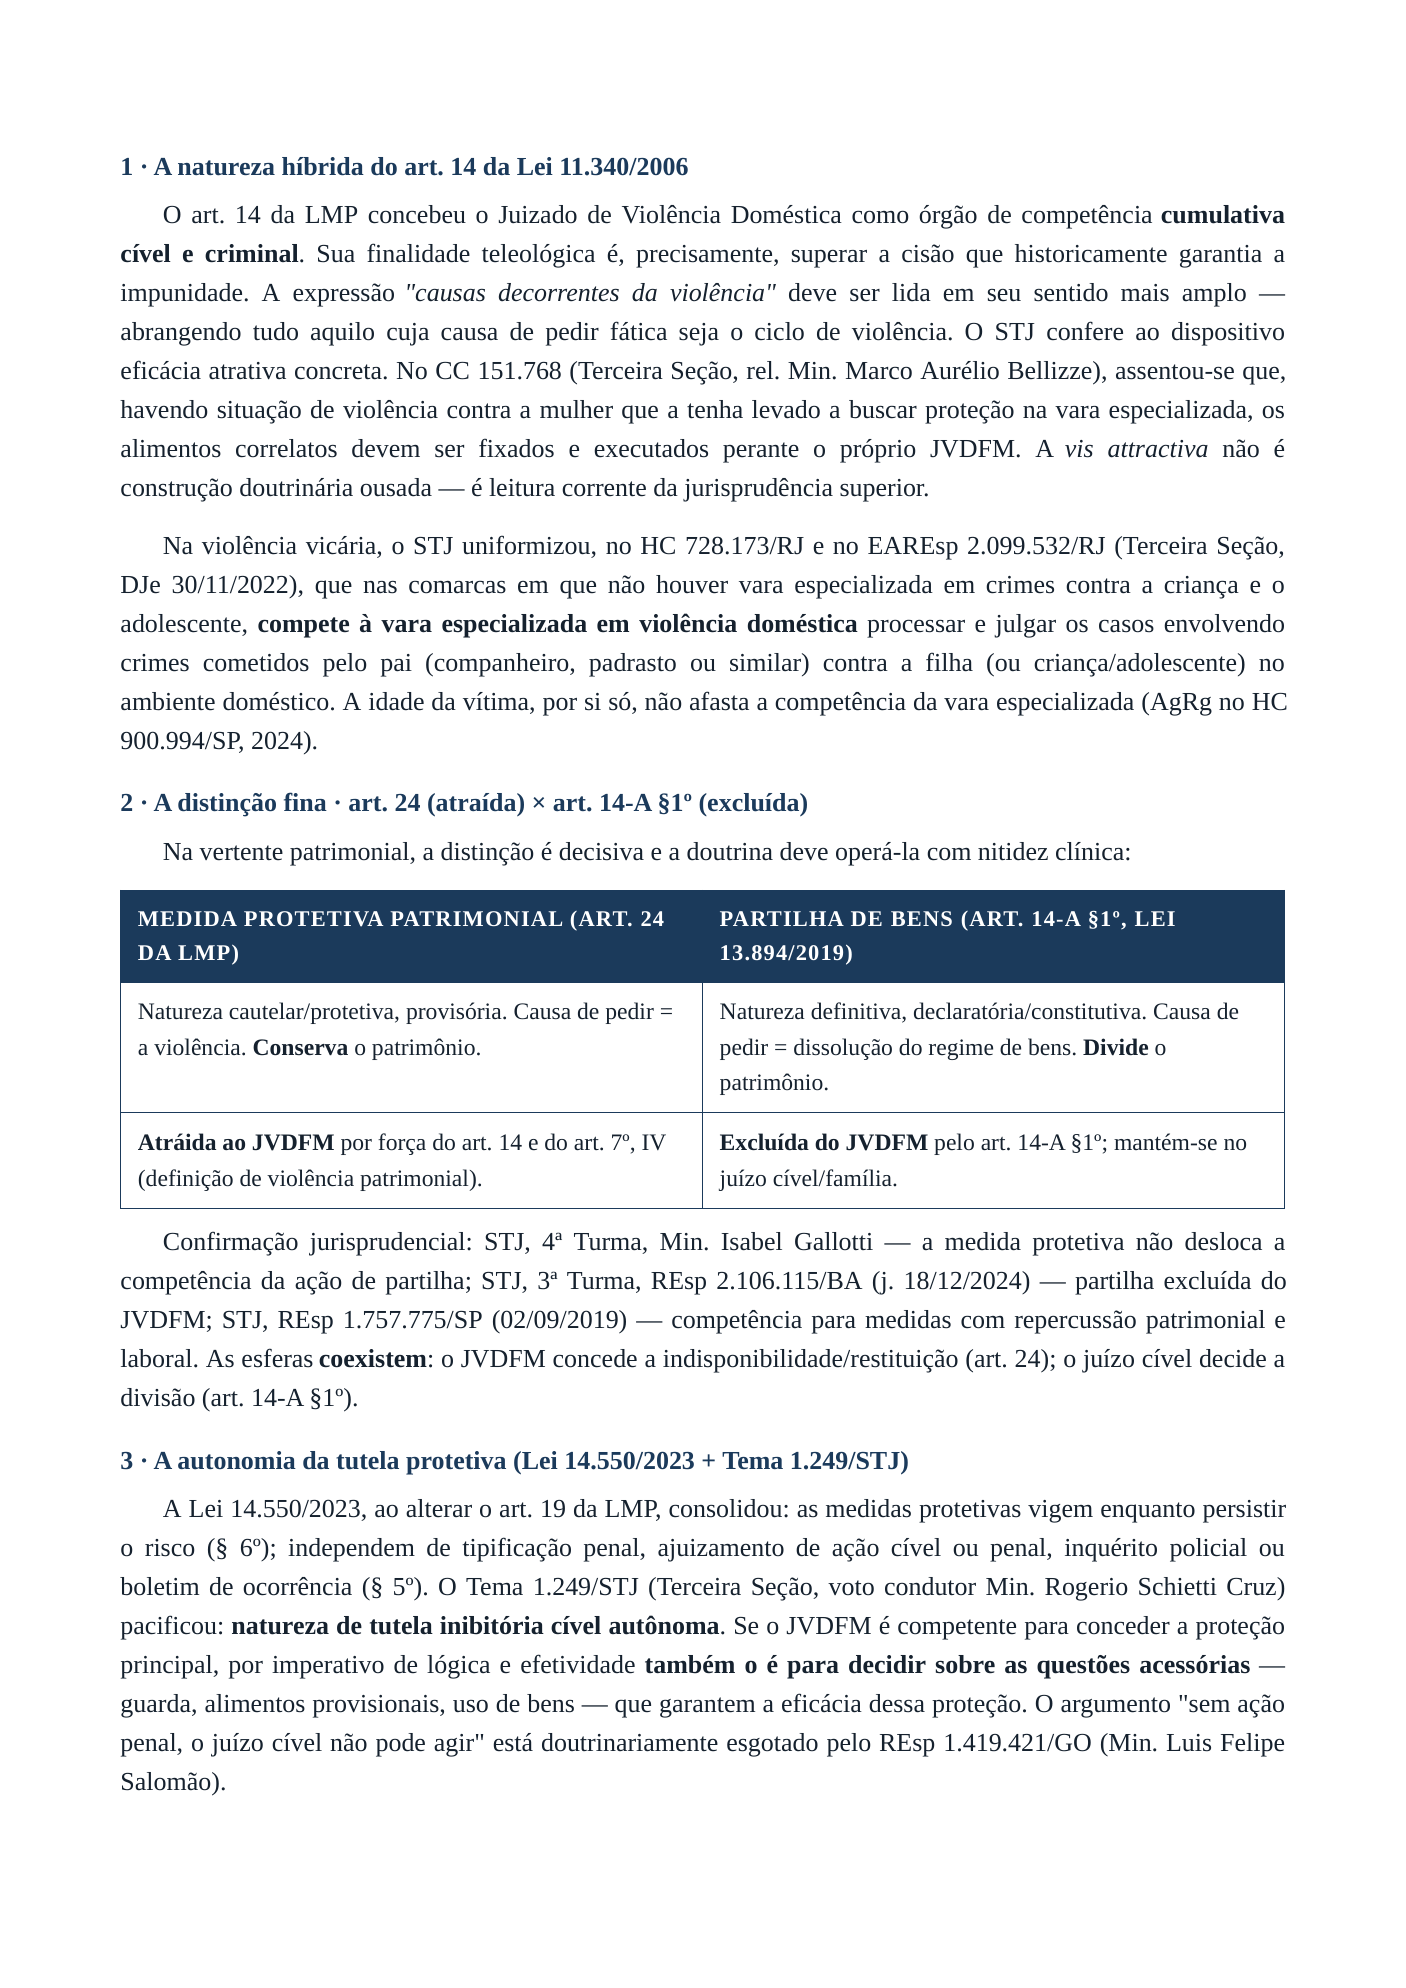 1 · A natureza híbrida do art. 14 da Lei 11.340/2006
O art. 14 da LMP concebeu o Juizado de Violência Doméstica como órgão de competência cumulativa
cível e criminal. Sua finalidade teleológica é, precisamente, superar a cisão que historicamente garantia a
impunidade. A expressão "causas decorrentes da violência" deve ser lida em seu sentido mais amplo —
abrangendo tudo aquilo cuja causa de pedir fática seja o ciclo de violência. O STJ confere ao dispositivo
eficácia atrativa concreta. No CC 151.768 (Terceira Seção, rel. Min. Marco Aurélio Bellizze), assentou-se que,
havendo situação de violência contra a mulher que a tenha levado a buscar proteção na vara especializada, os
alimentos correlatos devem ser fixados e executados perante o próprio JVDFM. A vis attractiva não é
construção doutrinária ousada — é leitura corrente da jurisprudência superior.
Na violência vicária, o STJ uniformizou, no HC 728.173/RJ e no EAREsp 2.099.532/RJ (Terceira Seção,
DJe 30/11/2022), que nas comarcas em que não houver vara especializada em crimes contra a criança e o
adolescente, compete à vara especializada em violência doméstica processar e julgar os casos envolvendo
crimes cometidos pelo pai (companheiro, padrasto ou similar) contra a filha (ou criança/adolescente) no
ambiente doméstico. A idade da vítima, por si só, não afasta a competência da vara especializada (AgRg no HC
900.994/SP, 2024).
2 · A distinção fina · art. 24 (atraída) × art. 14-A §1º (excluída)
Na vertente patrimonial, a distinção é decisiva e a doutrina deve operá-la com nitidez clínica:
MEDIDA PROTETIVA PATRIMONIAL (ART. 24
DA LMP)
PARTILHA DE BENS (ART. 14-A §1º, LEI
13.894/2019)
Natureza cautelar/protetiva, provisória. Causa de pedir =
a violência. Conserva o patrimônio.
Natureza definitiva, declaratória/constitutiva. Causa de
pedir = dissolução do regime de bens. Divide o
patrimônio.
Atráida ao JVDFM por força do art. 14 e do art. 7º, IV
(definição de violência patrimonial).
Excluída do JVDFM pelo art. 14-A §1º; mantém-se no
juízo cível/família.
Confirmação jurisprudencial: STJ, 4ª Turma, Min. Isabel Gallotti — a medida protetiva não desloca a
competência da ação de partilha; STJ, 3ª Turma, REsp 2.106.115/BA (j. 18/12/2024) — partilha excluída do
JVDFM; STJ, REsp 1.757.775/SP (02/09/2019) — competência para medidas com repercussão patrimonial e
laboral. As esferas coexistem: o JVDFM concede a indisponibilidade/restituição (art. 24); o juízo cível decide a
divisão (art. 14-A §1º).
3 · A autonomia da tutela protetiva (Lei 14.550/2023 + Tema 1.249/STJ)
A Lei 14.550/2023, ao alterar o art. 19 da LMP, consolidou: as medidas protetivas vigem enquanto persistir
o risco (§ 6º); independem de tipificação penal, ajuizamento de ação cível ou penal, inquérito policial ou
boletim de ocorrência (§ 5º). O Tema 1.249/STJ (Terceira Seção, voto condutor Min. Rogerio Schietti Cruz)
pacificou: natureza de tutela inibitória cível autônoma. Se o JVDFM é competente para conceder a proteção
principal, por imperativo de lógica e efetividade também o é para decidir sobre as questões acessórias —
guarda, alimentos provisionais, uso de bens — que garantem a eficácia dessa proteção. O argumento "sem ação
penal, o juízo cível não pode agir" está doutrinariamente esgotado pelo REsp 1.419.421/GO (Min. Luis Felipe
Salomão).